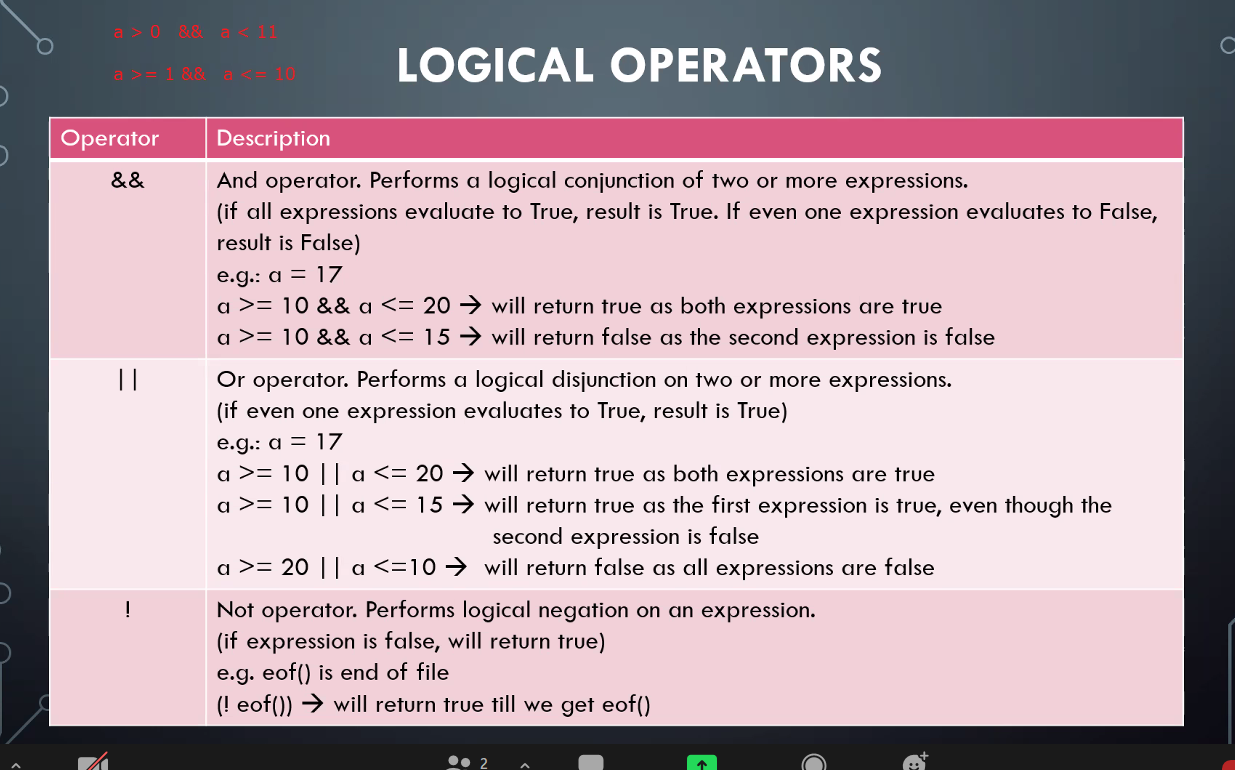 a > 0 && a < 11
a >= 1 && a <= 10
LOGICAL OPERATORS
Operator Description
&& And operator. Performs a logical conjunction of two or more expressions.
(if all expressions evaluate to True, result is True. If even one expression evaluates to False,
result is False)
e.g.: a = 17
a >= 10 && a <= 20 → will return true as both expressions are true
a >= 10 && a <= 15 → will return false as the second expression is false
|| Or operator. Performs a logical disjunction on two or more expressions.
(if even one expression evaluates to True, result is True)
e.g.: a = 17
a >= 10 || a <= 20 → will return true as both expressions are true
a >= 10 || a <= 15 → will return true as the first expression is true, even though the
second expression is false
a >= 20 || a <=10 → will return false as all expressions are false
! Not operator. Performs logical negation on an expression.
(if expression is false, will return true)
e.g. eof() is end of file
(! eof()) → will return true till we get eof()
2